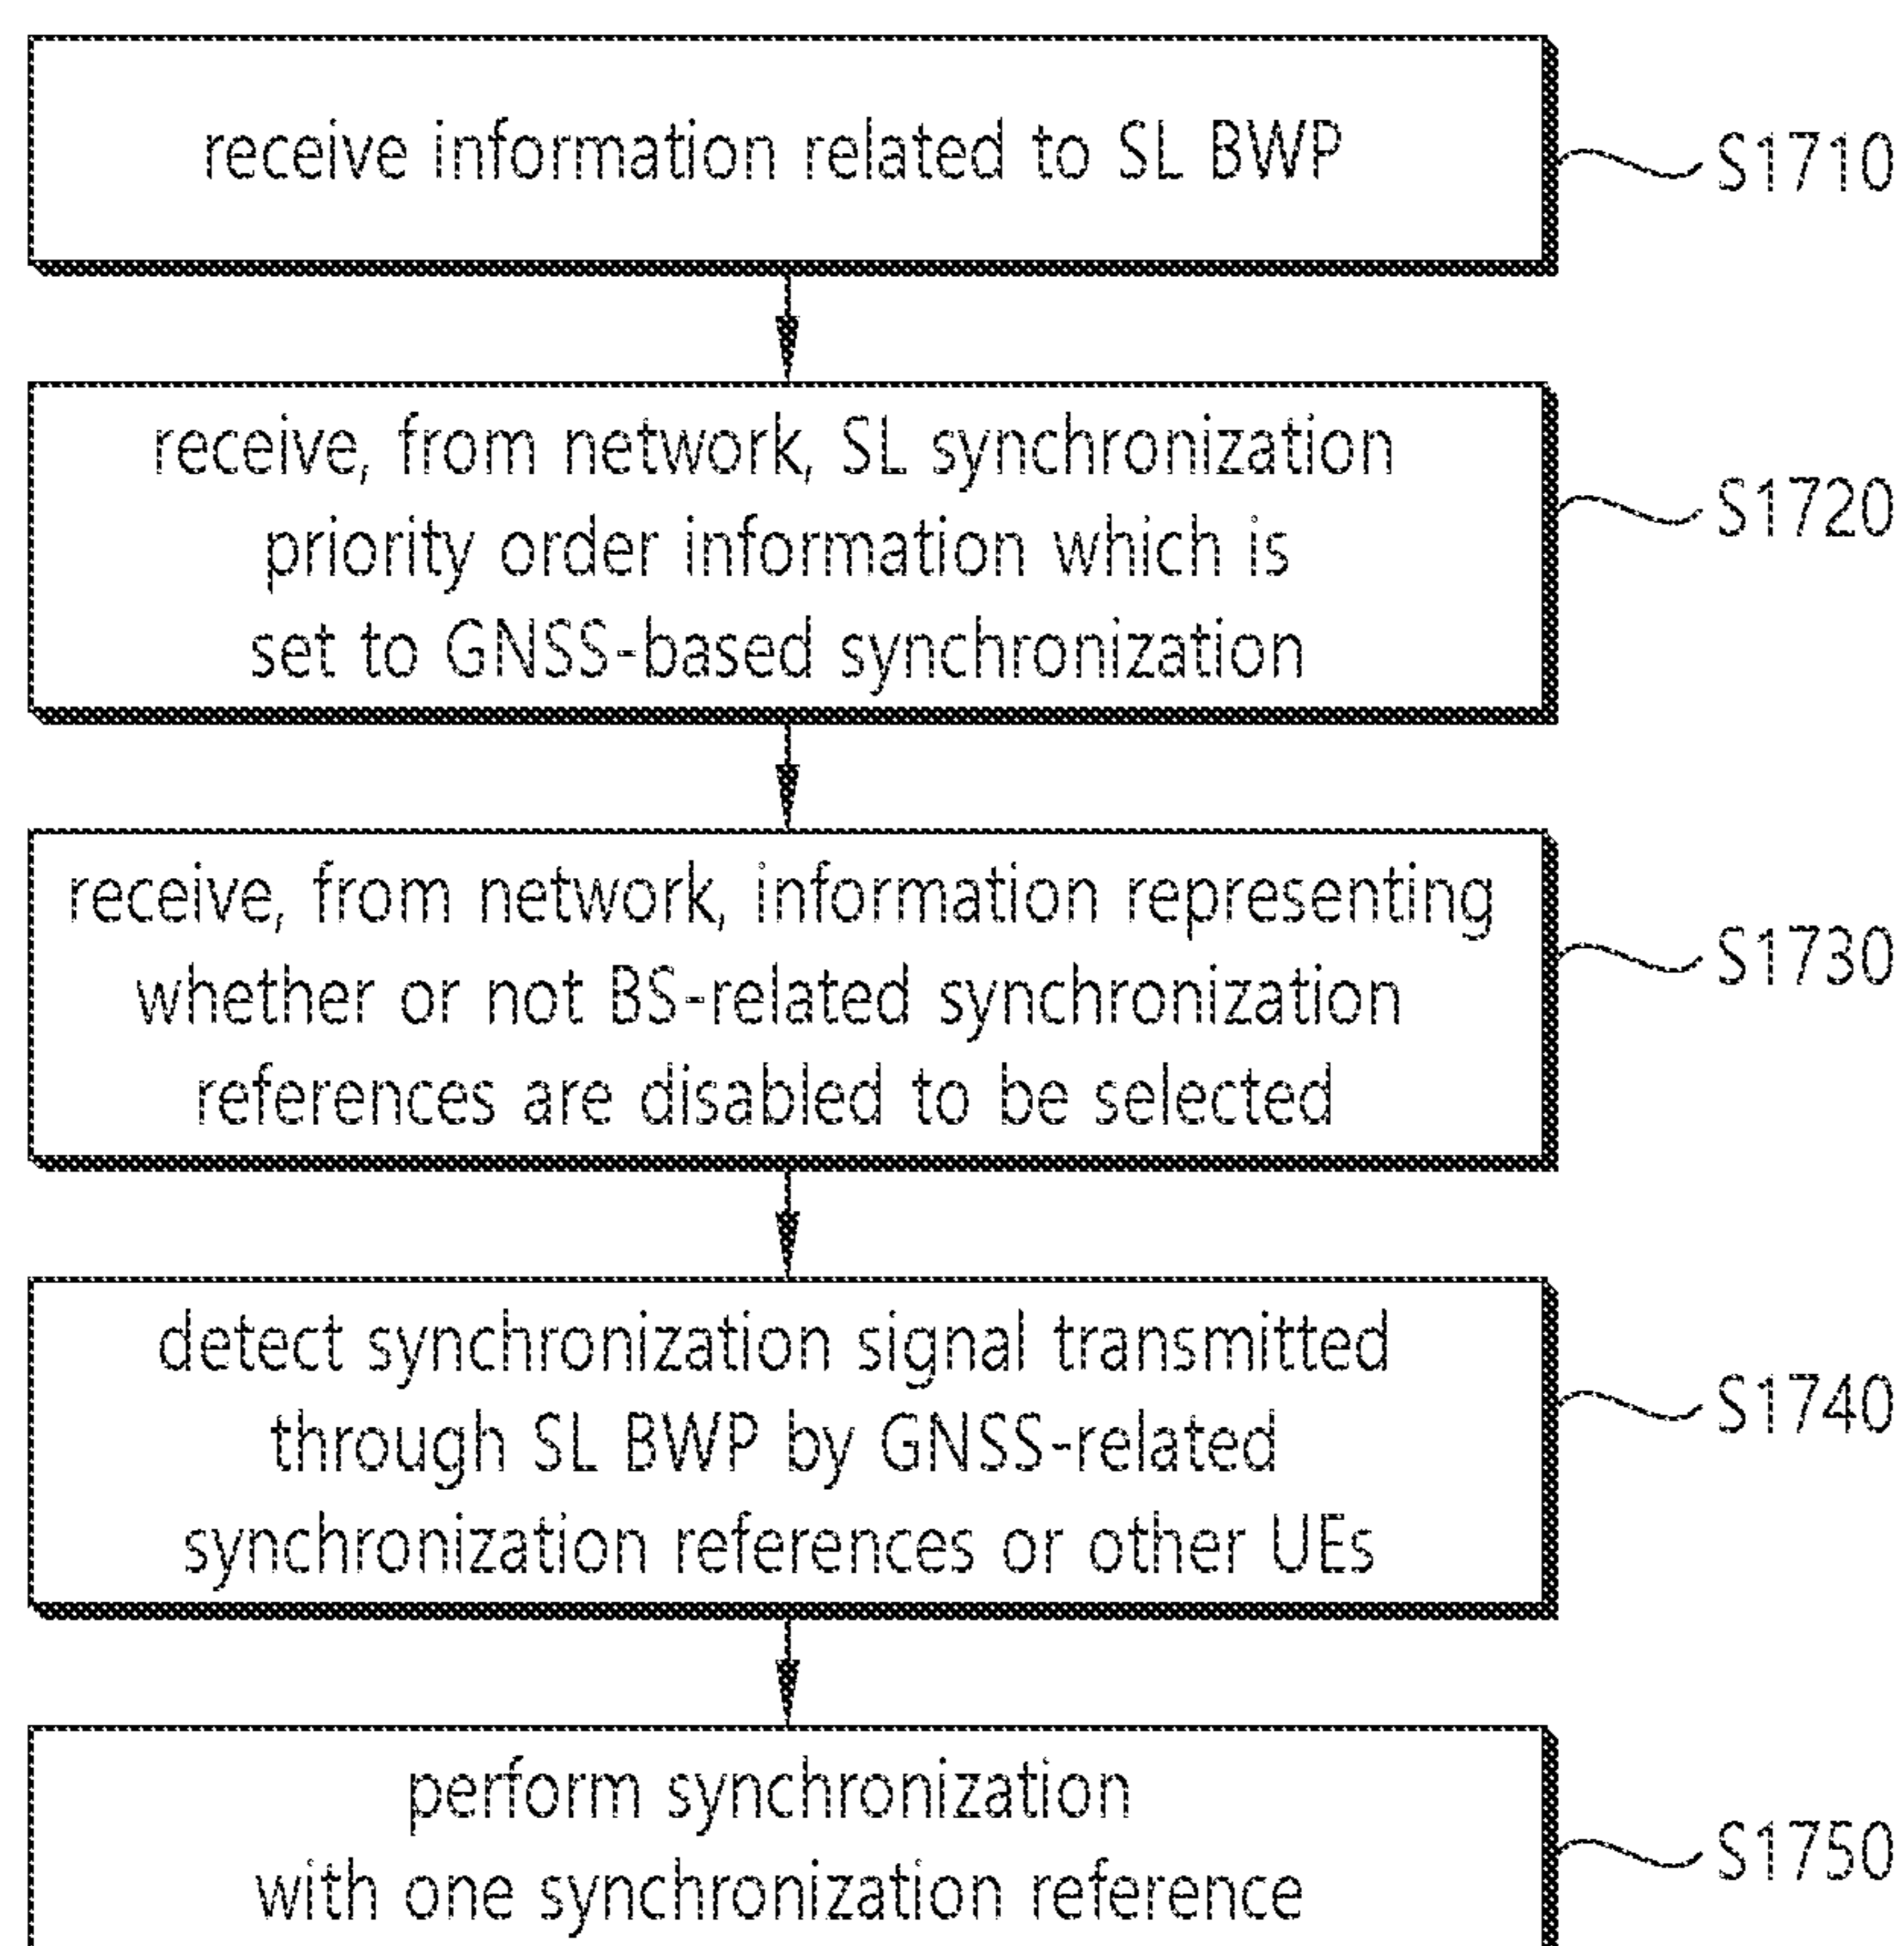 receive information related to SL BWP
S1710
receive, from network, SL synchronization
priority order information which is
set to GNSS-based synchronization
S1720
receive, from network, information representing
whether or not BS-related synchronization
references are disabled to be selected
S1730
detect synchronization signal transmitted
through SL BWP by GNSS-related
synchronization references or other UEs
S1740
perform synchronization
with one synchronization reference
S1750